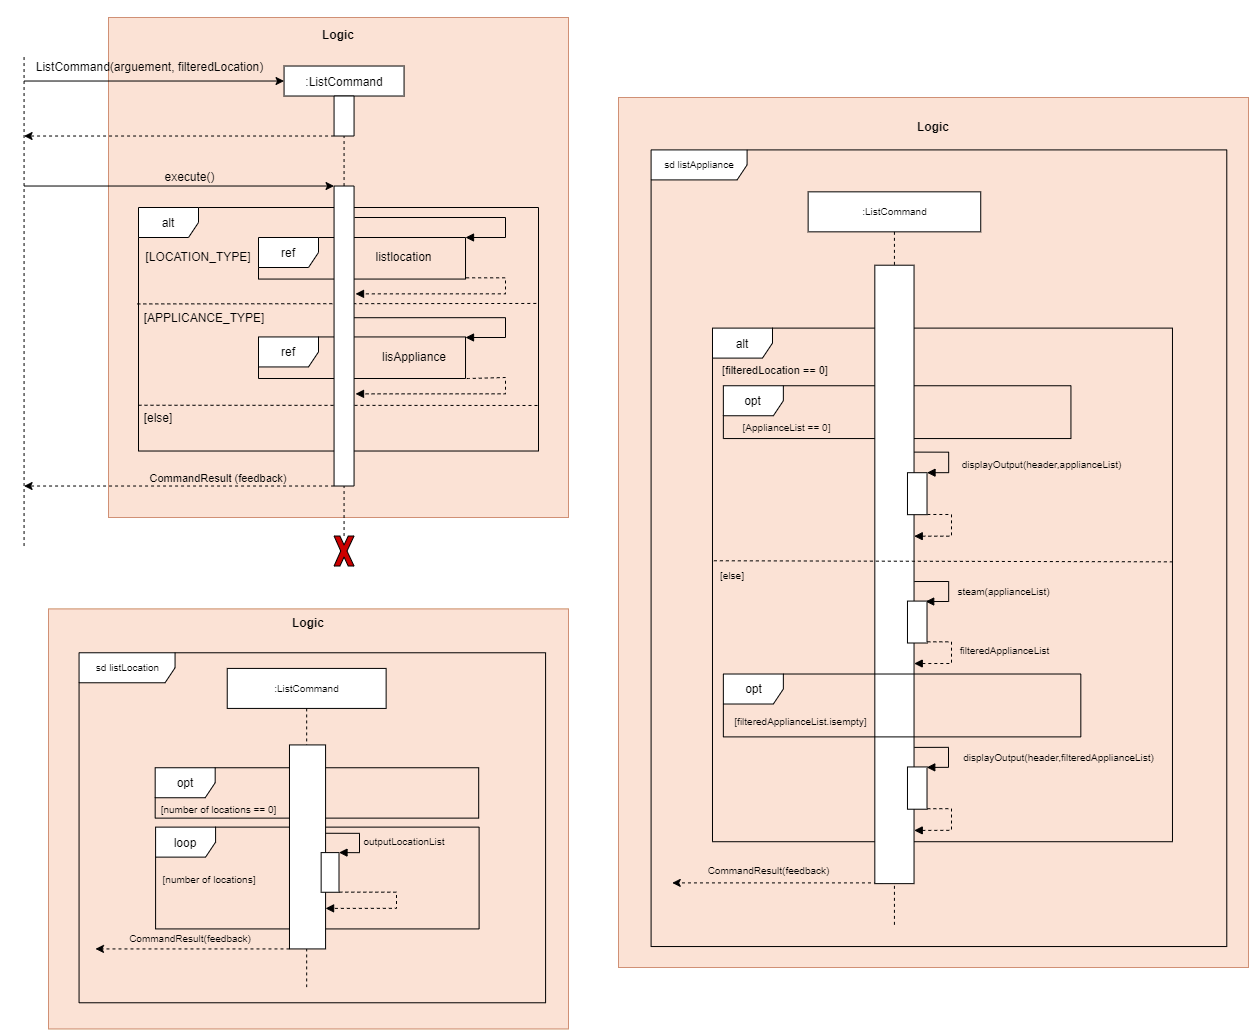 Logic
ListCommand(arguement, filteredLocation)
:ListCommand
execute()
alt
[LOCATION_TYPE]
ref
listlocation
[APPLICANCE_TYPE]
ref
lisAppliance
[else]
CommandResult (feedback)
X
Logic
sd listLocation
:ListCommand
opt
[number of locations == 0]
loop
outputLocationList
[number of locations]
CommandResult(feedback)
Logic
sd listAppliance
:ListCommand
alt
[filteredLocation == 0]
opt
[ApplianceList == 0]
displayOutput(header,applianceList)
[else]
steam(applianceList)
filteredApplianceList
opt
[filteredApplianceList.isempty]
displayOutput(header,filteredApplianceList)
CommandResult(feedback)